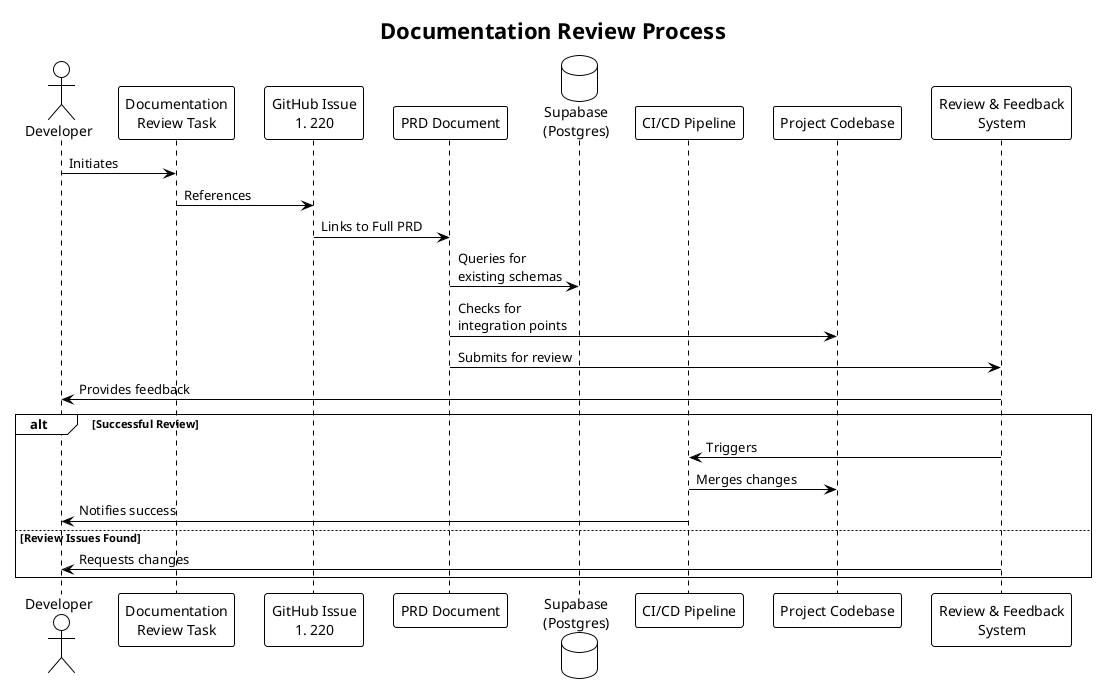 Documentation Review Process
Developer
Documentation
Review Task
GitHub Issue
1. 220
PRD Document
Supabase
(Postgres)
CI/CD Pipeline
Project Codebase
Review & Feedback
System
Initiates
References
Links to Full PRD
Queries for
existing schemas
Checks for
integration points
Submits for review
Provides feedback
alt
[Successful Review]
Triggers
Merges changes
Notifies success
[Review Issues Found]
Requests changes
Developer
Documentation
Review Task
GitHub Issue
1. 220
PRD Document
Supabase
(Postgres)
CI/CD Pipeline
Project Codebase
Review & Feedback
System